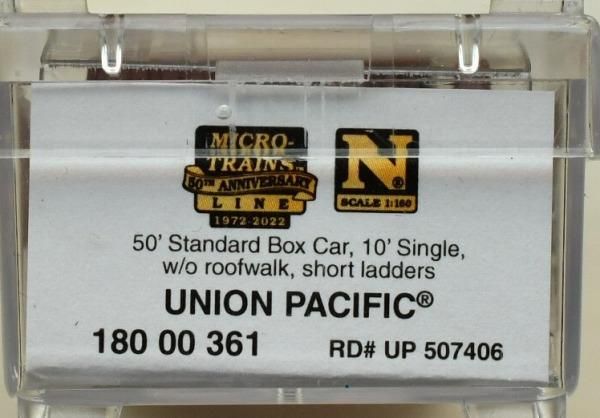 MICRO-
TRAINS
50TH ANNIVERSARY
LINE
1972-2022
N®
SCALE 1:160
50' Standard Box Car, 10' Single,
w/o roofwalk, short ladders
UNION PACIFIC®
180 00 361 RD# UP 507406